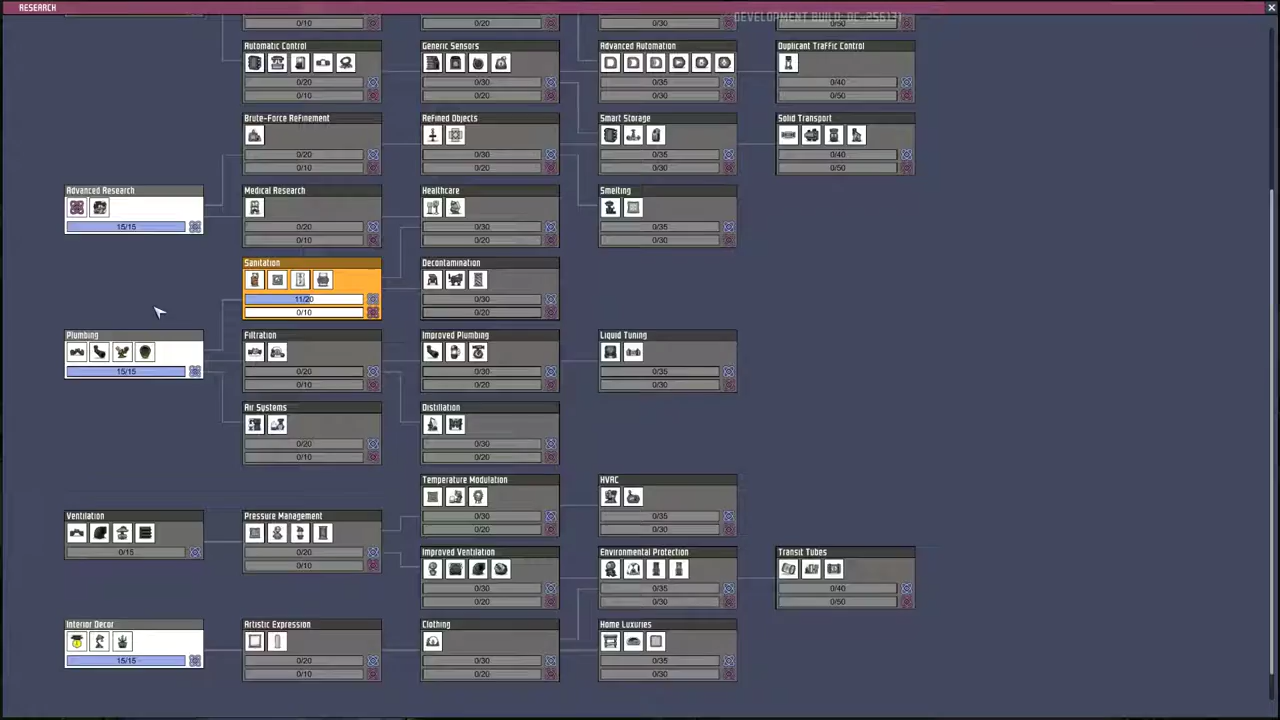 RESEARCH
DEVELOPMENT BUILD: OC-255131
0/10 0/20 0/30 0/50
Automatic Control Generic Sensors Advanced Automation Duplicant Traffic Control
0/20 0/30 0/35 0/40
0/10 0/20 0/30 0/50
Brute-Force Refinement Refined Objects Smart Storage Solid Transport
0/20 0/30 0/35 0/40
0/10 0/20 0/30 0/50
Advanced Research Medical Research Healthcare Smelting
15/15 0/20 0/30 0/35
0/10 0/20 0/30
Sanitation Decontamination
11/20 0/30
0/10 0/20
Plumbing Filtration Improved Plumbing Liquid Tuning
15/15 0/20 0/30 0/35
0/10 0/20 0/30
Air Systems Distillation
0/20 0/30
0/10 0/20
Temperature Modulation HVAC
0/30 0/35
0/20 0/30
Ventilation Pressure Management
0/15 0/20
0/10
Improved Ventilation Environmental Protection Transit Tubes
0/30 0/35 0/40
0/20 0/30 0/50
Interior Decor Artistic Expression Clothing Home Luxuries
15/15 0/20 0/30 0/35
0/10 0/20 0/30